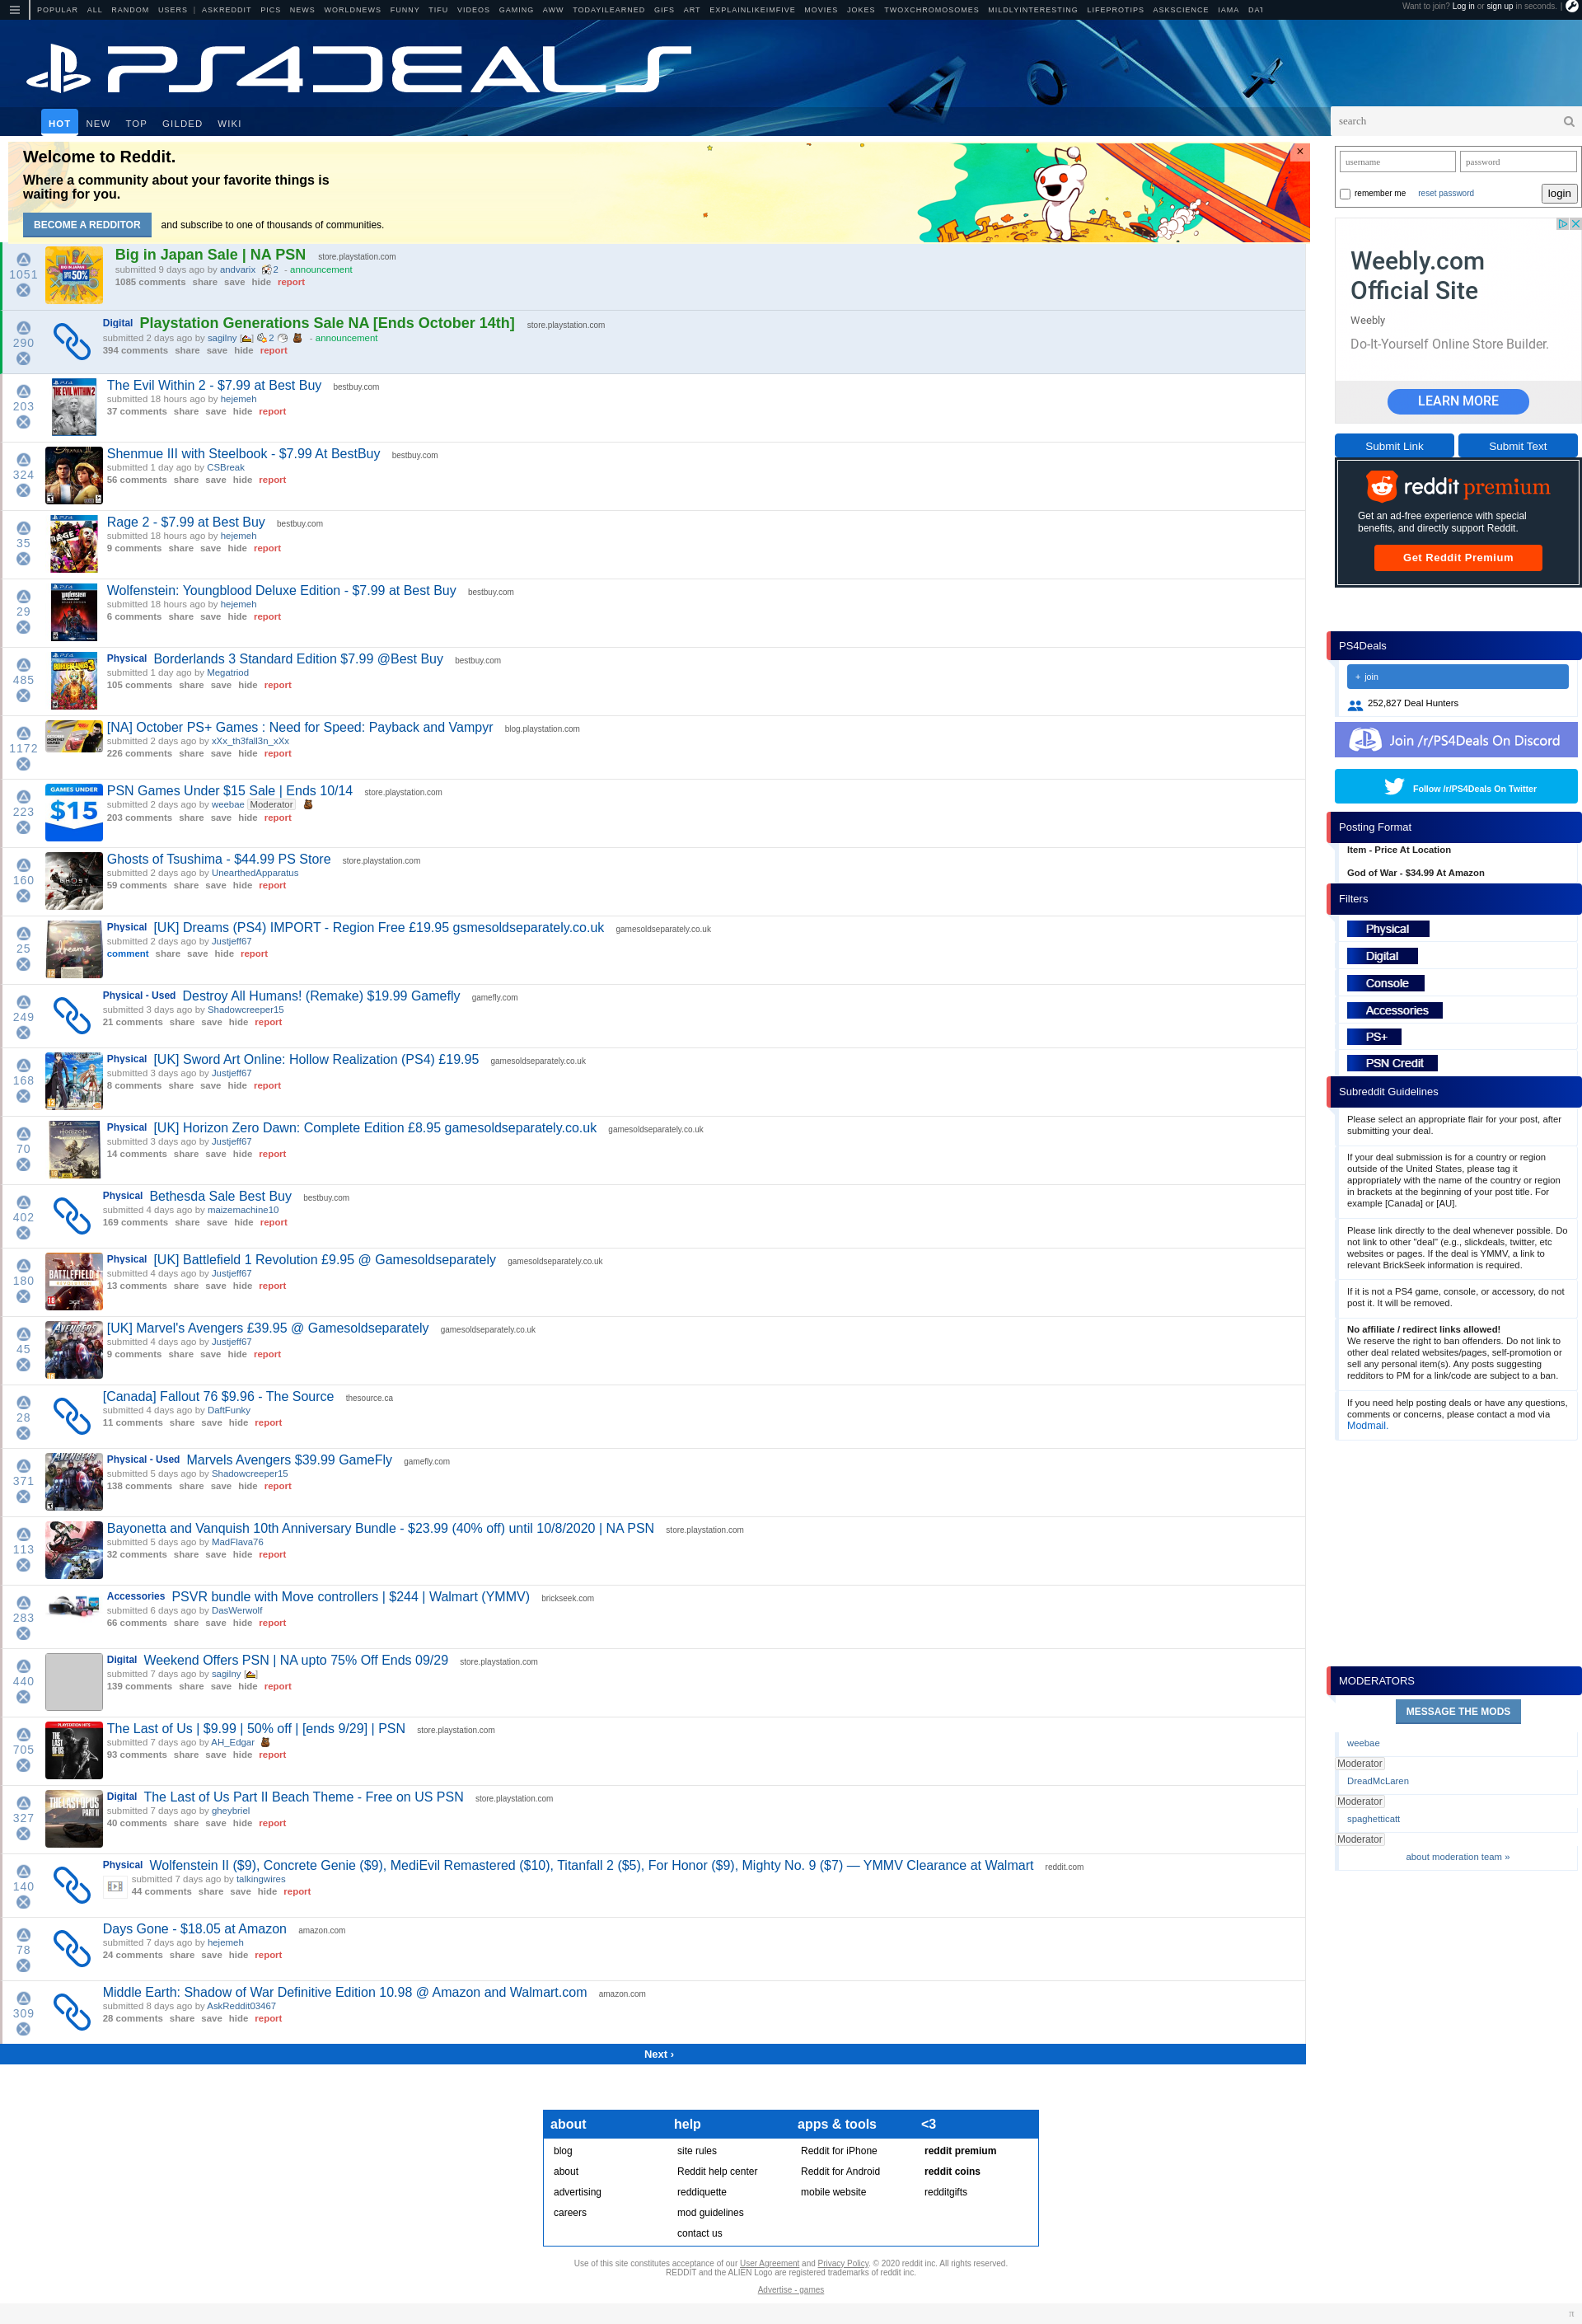 POPULAR ALL RANDOM USERS | ASKREDDIT PICS NEWS WORLDNEWS FUNNY TIFU VIDEOS GAMING AWW TODAYILEARNED GIFS ART EXPLAINLIKEIMFIVE MOVIES JOKES TWOXCHROMOSOMES MILDLYINTERESTING LIFEPROTIPS ASKSCIENCE IAMA DAT
Want to join? Log in or sign up in seconds. |
PS4DEALS
HOT NEW TOP GILDED WIKI
search
Welcome to Reddit.
Where a community about your favorite things is
waiting for you.
BECOME A REDDITOR and subscribe to one of thousands of communities.
1051
Big in Japan Sale | NA PSN store.playstation.com
submitted 9 days ago by andvarix 2 - announcement
1085 comments share save hide report
290
Digital Playstation Generations Sale NA [Ends October 14th] store.playstation.com
submitted 2 days ago by sagilny [ ] 2 - announcement
394 comments share save hide report
203
The Evil Within 2 - $7.99 at Best Buy bestbuy.com
submitted 18 hours ago by hejemeh
37 comments share save hide report
324
Shenmue III with Steelbook - $7.99 At BestBuy bestbuy.com
submitted 1 day ago by CSBreak
56 comments share save hide report
35
Rage 2 - $7.99 at Best Buy bestbuy.com
submitted 18 hours ago by hejemeh
9 comments share save hide report
29
Wolfenstein: Youngblood Deluxe Edition - $7.99 at Best Buy bestbuy.com
submitted 18 hours ago by hejemeh
6 comments share save hide report
485
Physical Borderlands 3 Standard Edition $7.99 @Best Buy bestbuy.com
submitted 1 day ago by Megatriod
105 comments share save hide report
1172
[NA] October PS+ Games : Need for Speed: Payback and Vampyr blog.playstation.com
submitted 2 days ago by xXx_th3fall3n_xXx
226 comments share save hide report
223
GAMES UNDER
$15
PSN Games Under $15 Sale | Ends 10/14 store.playstation.com
submitted 2 days ago by weebae Moderator
203 comments share save hide report
160
Ghosts of Tsushima - $44.99 PS Store store.playstation.com
submitted 2 days ago by UnearthedApparatus
59 comments share save hide report
25
Physical [UK] Dreams (PS4) IMPORT - Region Free £19.95 gsmesoldseparately.co.uk gamesoldseparately.co.uk
submitted 2 days ago by Justjeff67
comment share save hide report
249
Physical - Used Destroy All Humans! (Remake) $19.99 Gamefly gamefly.com
submitted 3 days ago by Shadowcreeper15
21 comments share save hide report
168
Physical [UK] Sword Art Online: Hollow Realization (PS4) £19.95 gamesoldseparately.co.uk
submitted 3 days ago by Justjeff67
8 comments share save hide report
70
Physical [UK] Horizon Zero Dawn: Complete Edition £8.95 gamesoldseparately.co.uk gamesoldseparately.co.uk
submitted 3 days ago by Justjeff67
14 comments share save hide report
402
Physical Bethesda Sale Best Buy bestbuy.com
submitted 4 days ago by maizemachine10
169 comments share save hide report
180
Physical [UK] Battlefield 1 Revolution £9.95 @ Gamesoldseparately gamesoldseparately.co.uk
submitted 4 days ago by Justjeff67
13 comments share save hide report
45
[UK] Marvel's Avengers £39.95 @ Gamesoldseparately gamesoldseparately.co.uk
submitted 4 days ago by Justjeff67
9 comments share save hide report
28
[Canada] Fallout 76 $9.96 - The Source thesource.ca
submitted 4 days ago by DaftFunky
11 comments share save hide report
371
Physical - Used Marvels Avengers $39.99 GameFly gamefly.com
submitted 5 days ago by Shadowcreeper15
138 comments share save hide report
113
Bayonetta and Vanquish 10th Anniversary Bundle - $23.99 (40% off) until 10/8/2020 | NA PSN store.playstation.com
submitted 5 days ago by MadFlava76
32 comments share save hide report
283
Accessories PSVR bundle with Move controllers | $244 | Walmart (YMMV) brickseek.com
submitted 6 days ago by DasWerwolf
66 comments share save hide report
440
Digital Weekend Offers PSN | NA upto 75% Off Ends 09/29 store.playstation.com
submitted 7 days ago by sagilny [ ]
139 comments share save hide report
705
The Last of Us | $9.99 | 50% off | [ends 9/29] | PSN store.playstation.com
submitted 7 days ago by AH_Edgar
93 comments share save hide report
327
Digital The Last of Us Part II Beach Theme - Free on US PSN store.playstation.com
submitted 7 days ago by gheybriel
40 comments share save hide report
140
Physical Wolfenstein II ($9), Concrete Genie ($9), MediEvil Remastered ($10), Titanfall 2 ($5), For Honor ($9), Mighty No. 9 ($7) — YMMV Clearance at Walmart reddit.com
submitted 7 days ago by talkingwires
44 comments share save hide report
78
Days Gone - $18.05 at Amazon amazon.com
submitted 7 days ago by hejemeh
24 comments share save hide report
309
Middle Earth: Shadow of War Definitive Edition 10.98 @ Amazon and Walmart.com amazon.com
submitted 8 days ago by AskReddit03467
28 comments share save hide report
Next ›
username password
remember me reset password login
Weebly.com
Official Site
Weebly
Do-It-Yourself Online Store Builder.
LEARN MORE
Submit Link Submit Text
reddit premium
Get an ad-free experience with special
benefits, and directly support Reddit.
Get Reddit Premium
PS4Deals
+ join
252,827 Deal Hunters
Join /r/PS4Deals On Discord
Follow /r/PS4Deals On Twitter
Posting Format
Item - Price At Location
God of War - $34.99 At Amazon
Filters
Physical
Digital
Console
Accessories
PS+
PSN Credit
Subreddit Guidelines
Please select an appropriate flair for your post, after
submitting your deal.
If your deal submission is for a country or region
outside of the United States, please tag it
appropriately with the name of the country or region
in brackets at the beginning of your post title. For
example [Canada] or [AU].
Please link directly to the deal whenever possible. Do
not link to other "deal" (e.g., slickdeals, twitter, etc
websites or pages. If the deal is YMMV, a link to
relevant BrickSeek information is required.
If it is not a PS4 game, console, or accessory, do not
post it. It will be removed.
No affiliate / redirect links allowed!
We reserve the right to ban offenders. Do not link to
other deal related websites/pages, self-promotion or
sell any personal item(s). Any posts suggesting
redditors to PM for a link/code are subject to a ban.
If you need help posting deals or have any questions,
comments or concerns, please contact a mod via
Modmail.
MODERATORS
MESSAGE THE MODS
weebae
Moderator
DreadMcLaren
Moderator
spaghetticatt
Moderator
about moderation team »
about help apps & tools <3
blog site rules Reddit for iPhone reddit premium
about Reddit help center Reddit for Android reddit coins
advertising reddiquette mobile website redditgifts
careers mod guidelines
contact us
Use of this site constitutes acceptance of our User Agreement and Privacy Policy. © 2020 reddit inc. All rights reserved.
REDDIT and the ALIEN Logo are registered trademarks of reddit inc.
Advertise - games
π